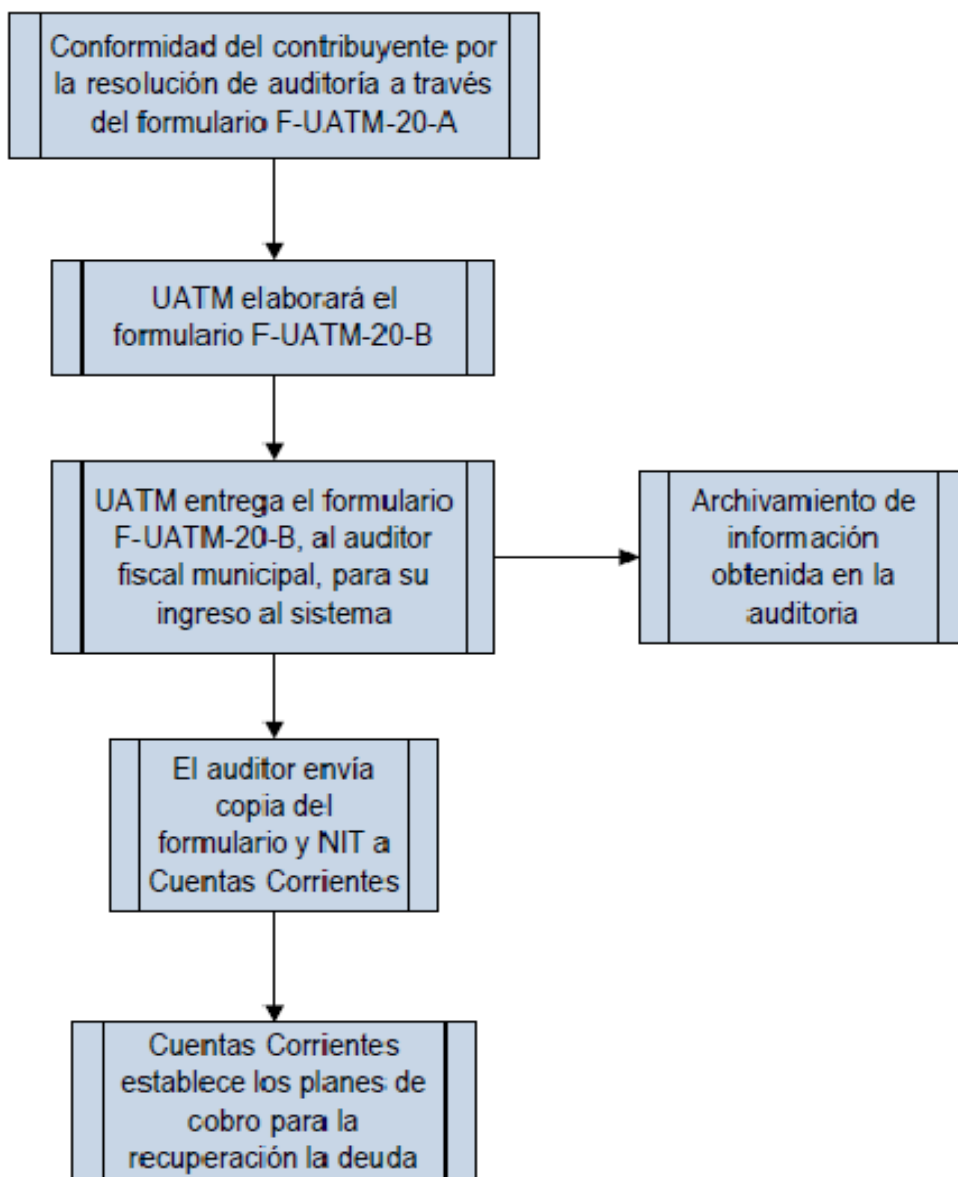 Conformidad del contribuyente por
la resolución de auditoría a través
del formulario F-UATM-20-A
UATM elaborará el
formulario F-UATM-20-B
UATM entrega el formulario
F-UATM-20-B, al auditor
fiscal municipal, para su
ingreso al sistema
Archivamiento de
información
obtenida en la
auditoria
El auditor envía
copia del
formulario y NIT a
Cuentas Corrientes
Cuentas Corrientes
establece los planes de
cobro para la
recuperación la deuda